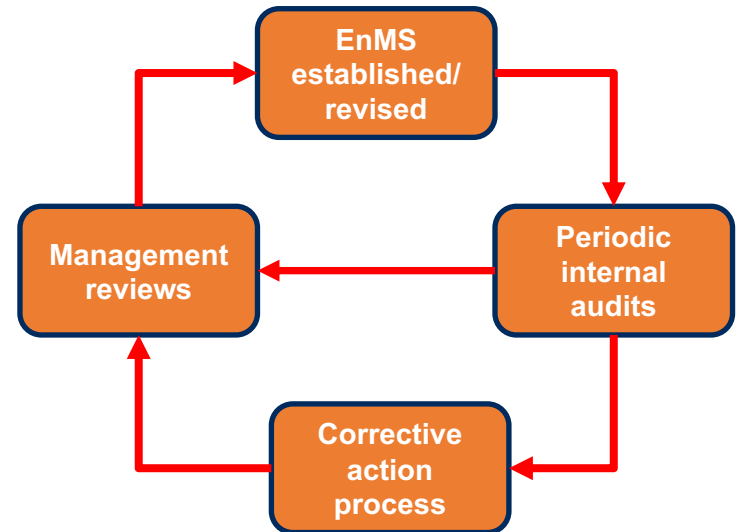 EnMS
established/
revised
Management
reviews
Periodic
internal
audits
Corrective
action
process